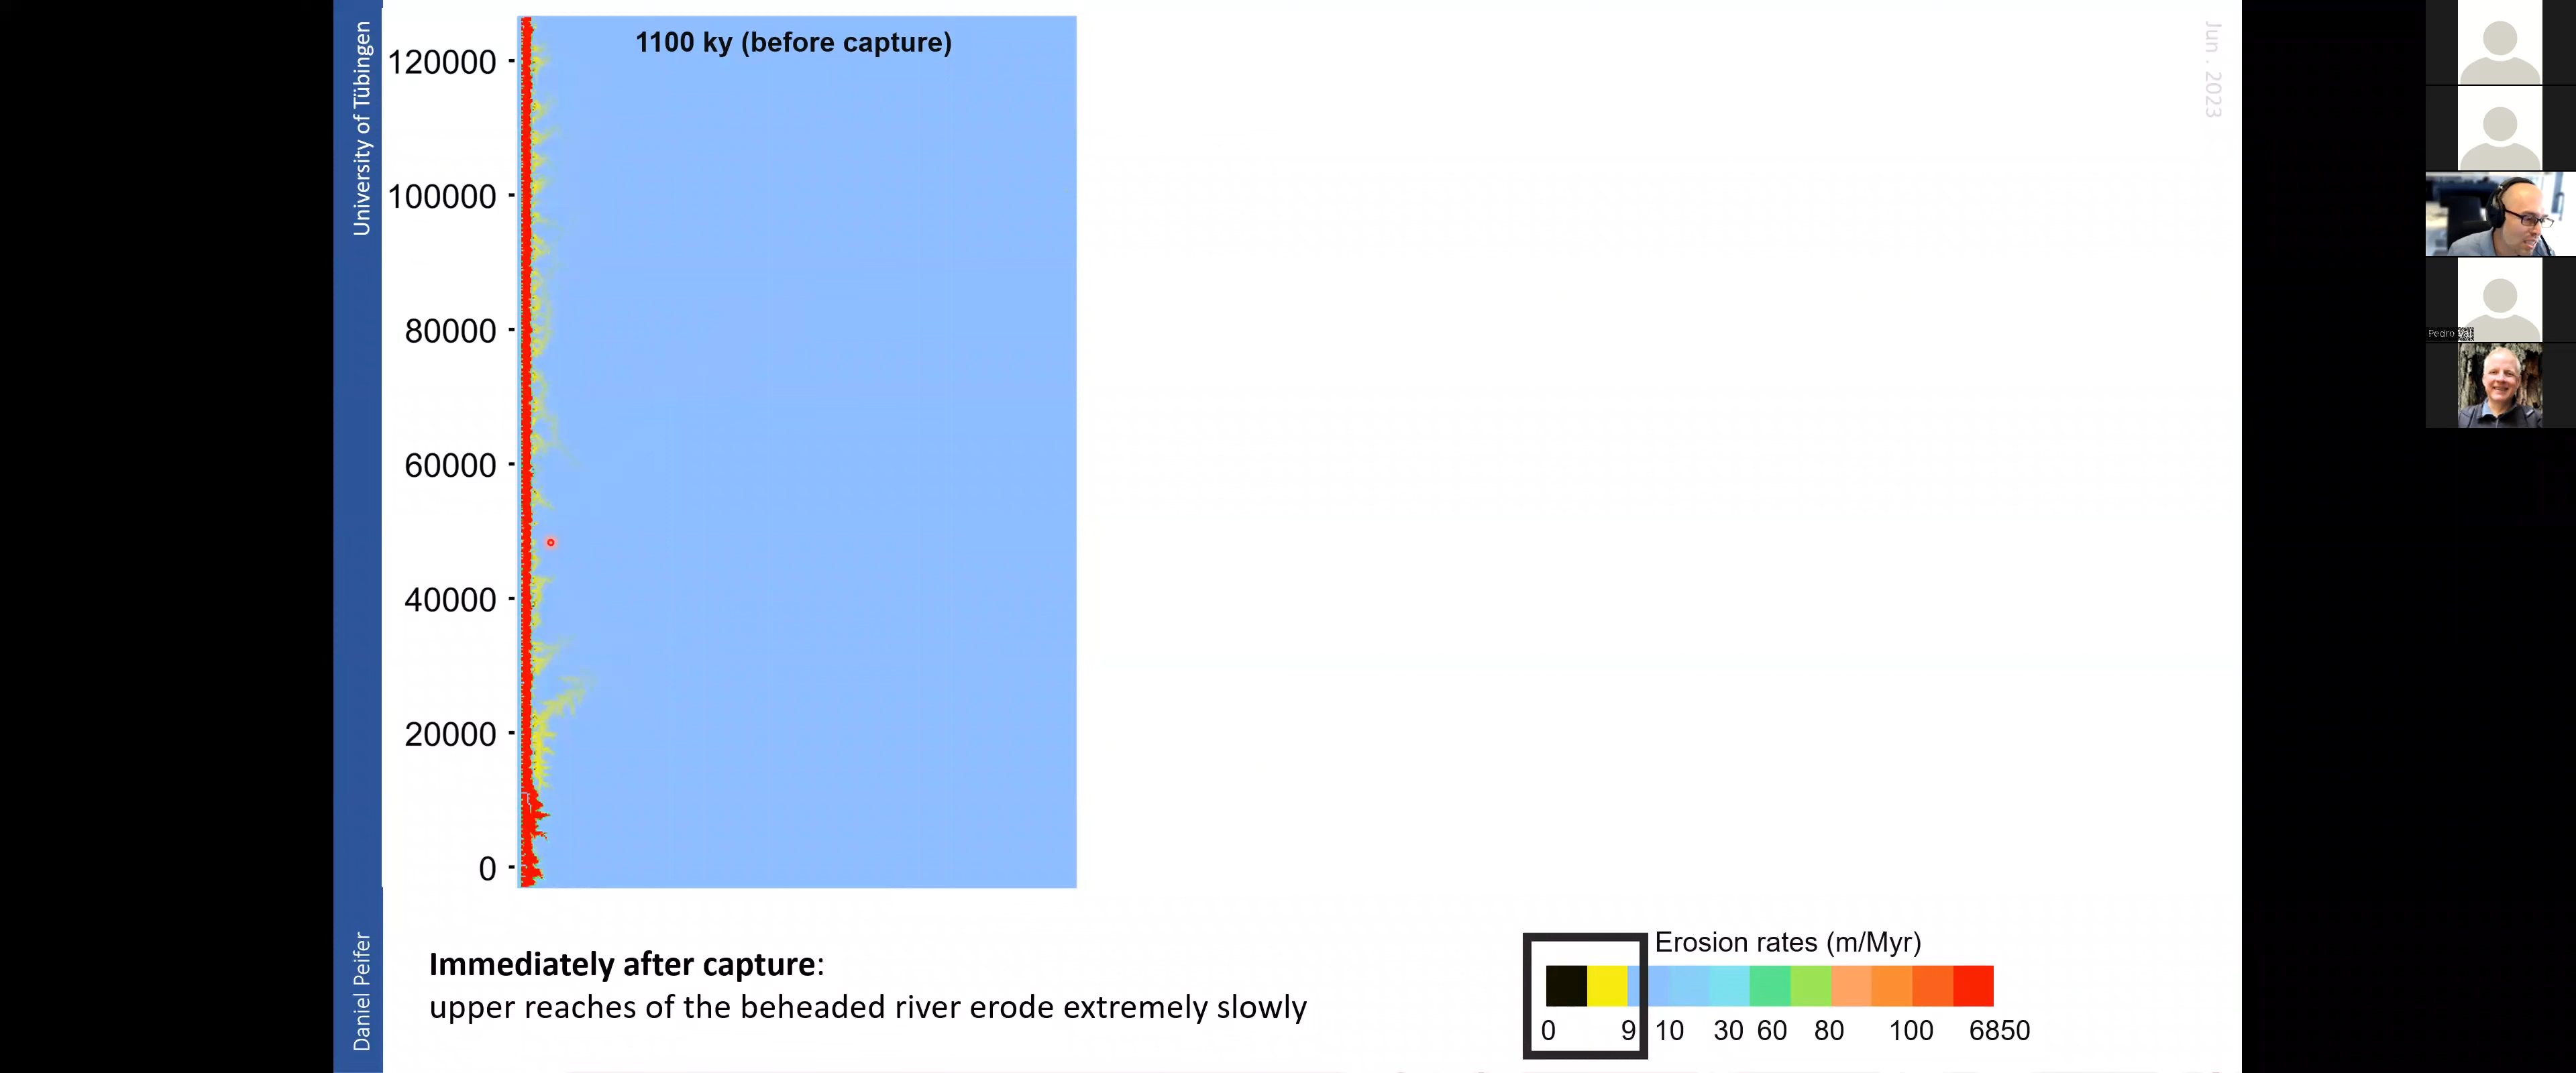 University of Tübingen
Daniel Peifer
Jun . 2023
1100 ky (before capture)
120000
100000
80000
60000
40000
20000
0
Immediately after capture:
upper reaches of the beheaded river erode extremely slowly
Erosion rates (m/Myr)
0 9 10 30 60 80 100 6850
Pedro